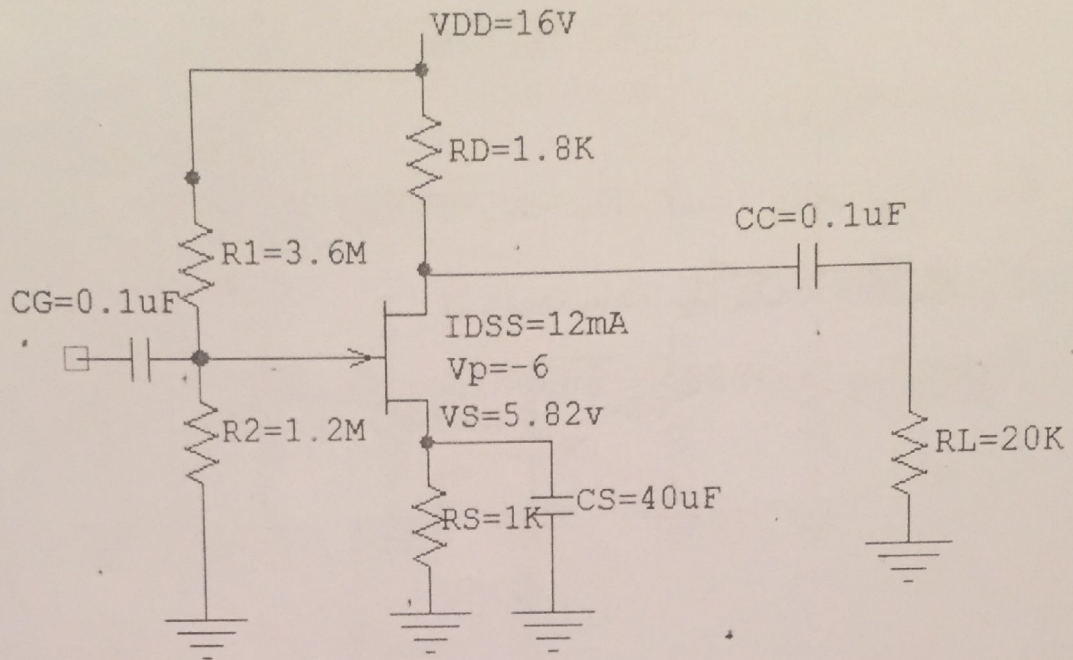 VDD=16V
RD=1.8K
CC=0.1uF
R1=3.6M
CG=0.1uF
IDSS=12mA
Vp=-6
VS=5.82v
R2=1.2M
RL=20K
RS=1K
CS=40uF